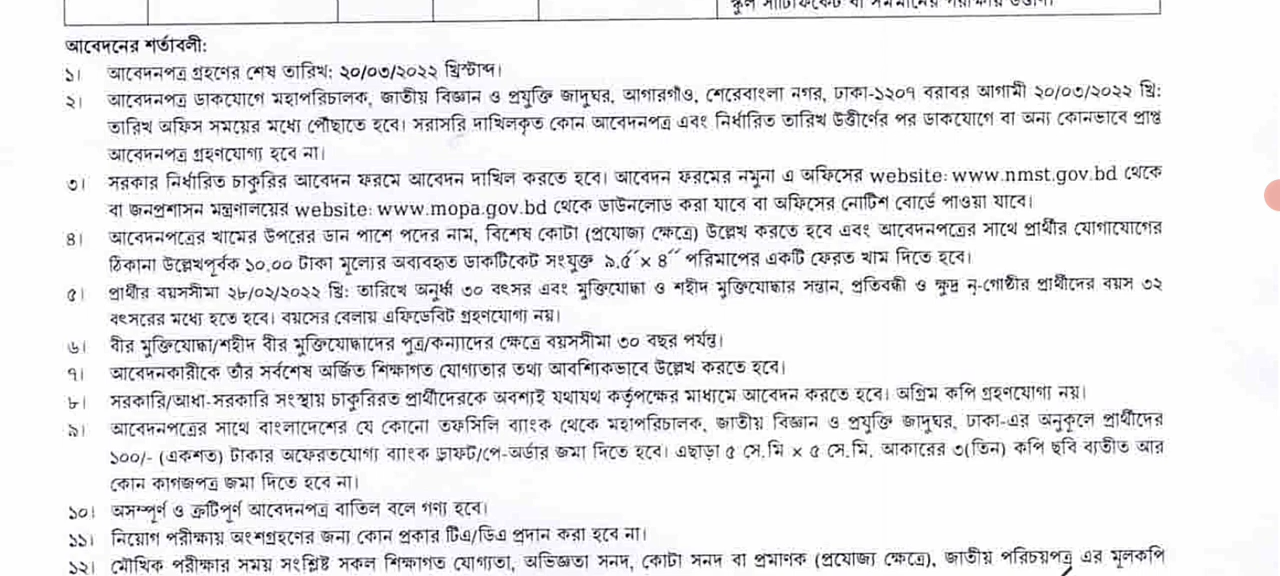 স্কুল সার্টিফিকেট বা সমমানের পরীক্ষায় উত্তীর্ণ।
আবেদনের শর্তাবলী:
১। আবেদনপত্র গ্রহণের শেষ তারিখ: ২০/০৩/২০২২ খ্রিস্টাব্দ।
২। আবেদনপত্র ডাকযোগে মহাপরিচালক, জাতীয় বিজ্ঞান ও প্রযুক্তি জাদুঘর, আগারগাঁও, শেরেবাংলা নগর, ঢাকা-১২০৭ বরাবর আগামী ২০/০৩/২০২২ খ্রি:
তারিখ অফিস সময়ের মধ্যে পৌঁছাতে হবে। সরাসরি দাখিলকৃত কোন আবেদনপত্র এবং নির্ধারিত তারিখ উত্তীর্ণের পর ডাকযোগে বা অন্য কোনভাবে প্রাপ্ত
আবেদনপত্র গ্রহণযোগ্য হবে না।
৩। সরকার নির্ধারিত চাকুরির আবেদন ফরমে আবেদন দাখিল করতে হবে। আবেদন ফরমের নমুনা এ অফিসের website: www.nmst.gov.bd থেকে
বা জনপ্রশাসন মন্ত্রণালয়ের website: www.mopa.gov.bd থেকে ডাউনলোড করা যাবে বা অফিসের নোটিশ বোর্ডে পাওয়া যাবে।
৪। আবেদনপত্রের খামের উপরের ডান পাশে পদের নাম, বিশেষ কোটা (প্রযোজ্য ক্ষেত্রে) উল্লেখ করতে হবে এবং আবেদনপত্রের সাথে প্রার্থীর যোগাযোগের
ঠিকানা উল্লেখপূর্বক ১০.০০ টাকা মূল্যের অব্যবহৃত ডাকটিকেট সংযুক্ত ৯.৫˝× ৪˝ পরিমাপের একটি ফেরত খাম দিতে হবে।
৫। প্রার্থীর বয়সসীমা ২৮/০২/২০২২ খ্রি: তারিখে অনুর্ধ ৩০ বৎসর এবং মুক্তিযোদ্ধা ও শহীদ মুক্তিযোদ্ধার সন্তান, প্রতিবন্ধী ও ক্ষুদ্র নৃ-গোষ্ঠীর প্রার্থীদের বয়স ৩২
বৎসরের মধ্যে হতে হবে। বয়সের বেলায় এফিডেবিট গ্রহণযোগ্য নয়।
৬। বীর মুক্তিযোদ্ধা/শহীদ বীর মুক্তিযোদ্ধাদের পুত্র/কন্যাদের ক্ষেত্রে বয়সসীমা ৩০ বছর পর্যন্ত।
৭। আবেদনকারীকে তাঁর সর্বশেষ অর্জিত শিক্ষাগত যোগ্যতার তথ্য আবশ্যিকভাবে উল্লেখ করতে হবে।
৮। সরকারি/আধা-সরকারি সংস্থায় চাকুরিরত প্রার্থীদেরকে অবশ্যই যথাযথ কর্তৃপক্ষের মাধ্যমে আবেদন করতে হবে। অগ্রিম কপি গ্রহণযোগ্য নয়।
৯। আবেদনপত্রের সাথে বাংলাদেশের যে কোনো তফসিলি ব্যাংক থেকে মহাপরিচালক, জাতীয় বিজ্ঞান ও প্রযুক্তি জাদুঘর, ঢাকা-এর অনুকূলে প্রার্থীদের
১০০/- (একশত) টাকার অফেরতযোগ্য ব্যাংক ড্রাফট/পে-অর্ডার জমা দিতে হবে। এছাড়া ৫ সে.মি × ৫ সে.মি. আকারের ৩(তিন) কপি ছবি ব্যতীত আর
কোন কাগজপত্র জমা দিতে হবে না।
১০। অসম্পূর্ণ ও ত্রুটিপূর্ণ আবেদনপত্র বাতিল বলে গণ্য হবে।
১১। নিয়োগ পরীক্ষায় অংশগ্রহণের জন্য কোন প্রকার টিএ/ডিএ প্রদান করা হবে না।
১২। মৌখিক পরীক্ষার সময় সংশ্লিষ্ট সকল শিক্ষাগত যোগ্যতা, অভিজ্ঞতা সনদ, কোটা সনদ বা প্রমাণক (প্রযোজ্য ক্ষেত্রে), জাতীয় পরিচয়পত্র এর মূলকপি